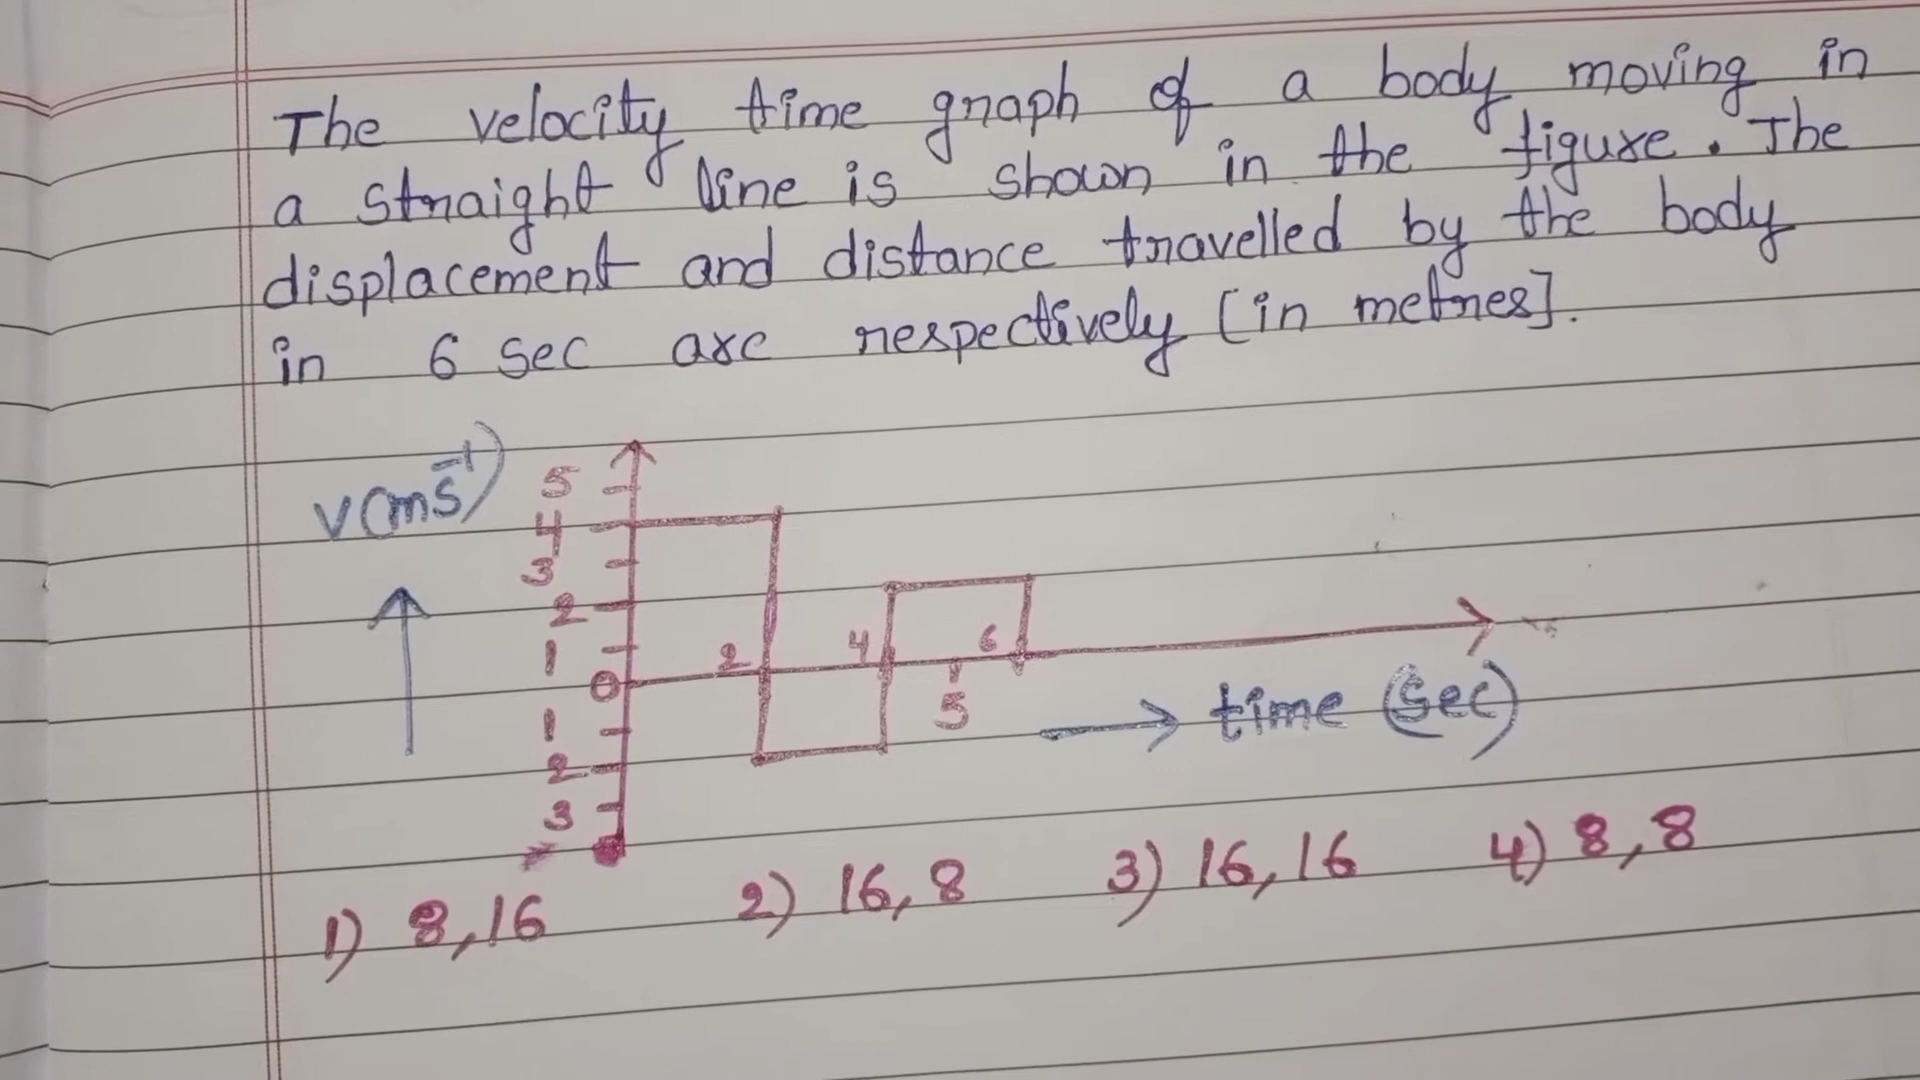 The velocity time graph of a body moving in
a straight line is shown in the figure. The
displacement and distance travelled by the body
in 6 sec are respectively [in metres].
v(ms⁻¹)
5
4
3
2
1
0
1
2
3
2
4
6
5
time (sec)
1) 8,16 2) 16,8 3) 16,16 4) 8,8